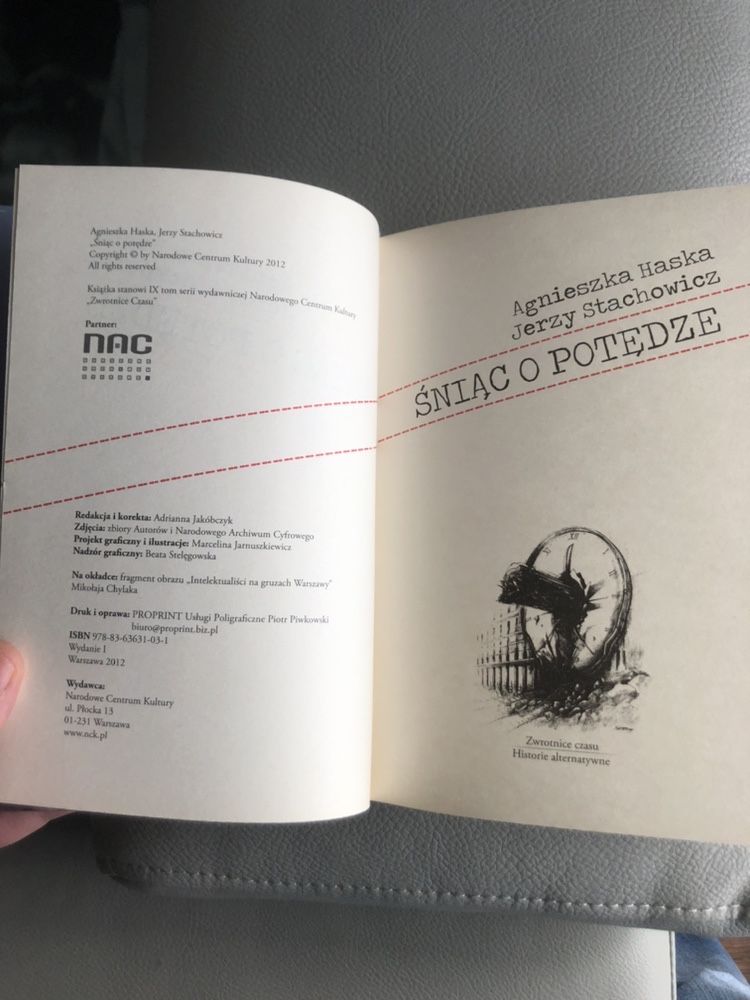 Agnieszka Haska, Jerzy Stachowicz
„Śniąc o potędze”
Copyright © by Narodowe Centrum Kultury 2012
All rights reserved
Książka stanowi IX tom serii wydawniczej Narodowego Centrum Kultury
„Zwrotnice Czasu”
Partner:
NAC
Redakcja i korekta: Adrianna Jakóbczyk
Zdjęcia: zbiory Autorów i Narodowego Archiwum Cyfrowego
Projekt graficzny i ilustracje: Marcelina Jarnuszkiewicz
Nadzór graficzny: Beata Stelęgowska
Na okładce: fragment obrazu „Intelektualiści na gruzach Warszawy”
Mikołaja Chylaka
Druk i oprawa: PROPRINT Usługi Poligraficzne Piotr Piwkowski
biuro@proprint.biz.pl
ISBN 978-83-63631-03-1
Wydanie I
Warszawa 2012
Wydawca:
Narodowe Centrum Kultury
ul. Płocka 13
01-231 Warszawa
www.nck.pl
Agnieszka Haska
Jerzy Stachowicz
ŚNIĄC O POTĘDZE
XII
Zwrotnice czasu
Historie alternatywne